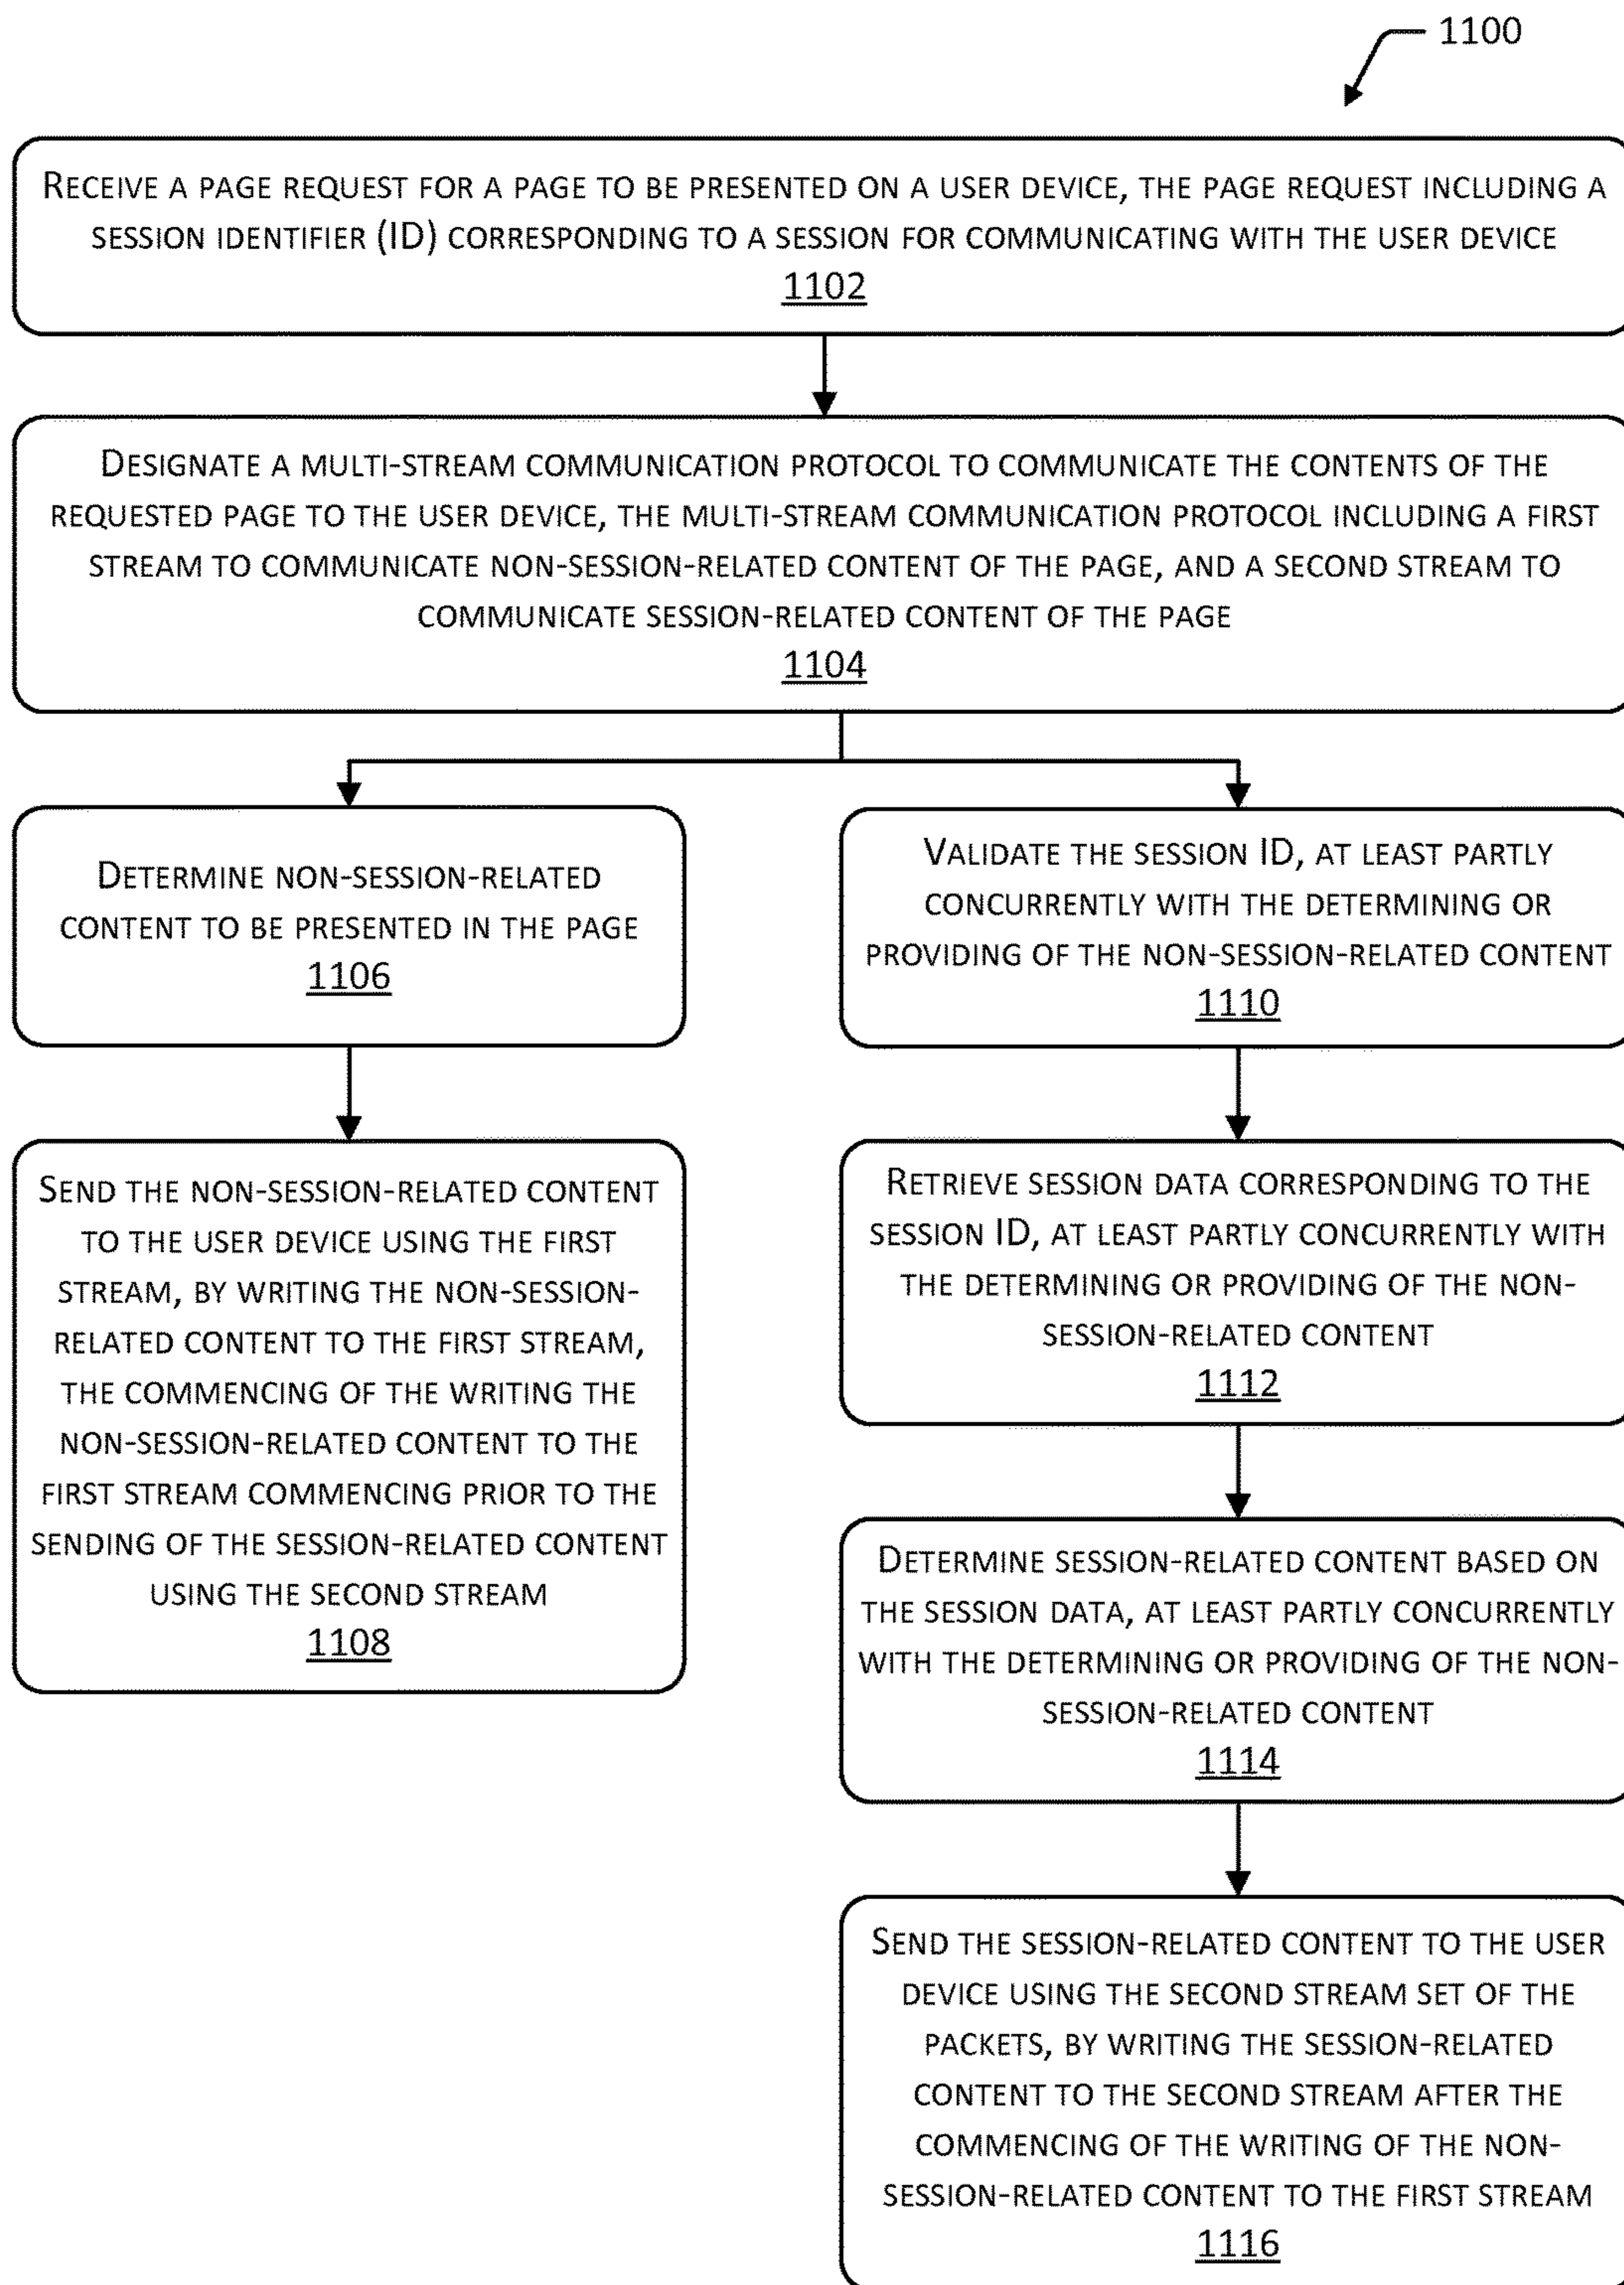 1100
RECEIVE A PAGE REQUEST FOR A PAGE TO BE PRESENTED ON A USER DEVICE, THE PAGE REQUEST INCLUDING A
SESSION IDENTIFIER (ID) CORRESPONDING TO A SESSION FOR COMMUNICATING WITH THE USER DEVICE
1102
DESIGNATE A MULTI-STREAM COMMUNICATION PROTOCOL TO COMMUNICATE THE CONTENTS OF THE
REQUESTED PAGE TO THE USER DEVICE, THE MULTI-STREAM COMMUNICATION PROTOCOL INCLUDING A FIRST
STREAM TO COMMUNICATE NON-SESSION-RELATED CONTENT OF THE PAGE, AND A SECOND STREAM TO
COMMUNICATE SESSION-RELATED CONTENT OF THE PAGE
1104
DETERMINE NON-SESSION-RELATED
CONTENT TO BE PRESENTED IN THE PAGE
1106
SEND THE NON-SESSION-RELATED CONTENT
TO THE USER DEVICE USING THE FIRST
STREAM, BY WRITING THE NON-SESSION-
RELATED CONTENT TO THE FIRST STREAM,
THE COMMENCING OF THE WRITING THE
NON-SESSION-RELATED CONTENT TO THE
FIRST STREAM COMMENCING PRIOR TO THE
SENDING OF THE SESSION-RELATED CONTENT
USING THE SECOND STREAM
1108
VALIDATE THE SESSION ID, AT LEAST PARTLY
CONCURRENTLY WITH THE DETERMINING OR
PROVIDING OF THE NON-SESSION-RELATED CONTENT
1110
RETRIEVE SESSION DATA CORRESPONDING TO THE
SESSION ID, AT LEAST PARTLY CONCURRENTLY WITH
THE DETERMINING OR PROVIDING OF THE NON-
SESSION-RELATED CONTENT
1112
DETERMINE SESSION-RELATED CONTENT BASED ON
THE SESSION DATA, AT LEAST PARTLY CONCURRENTLY
WITH THE DETERMINING OR PROVIDING OF THE NON-
SESSION-RELATED CONTENT
1114
SEND THE SESSION-RELATED CONTENT TO THE USER
DEVICE USING THE SECOND STREAM SET OF THE
PACKETS, BY WRITING THE SESSION-RELATED
CONTENT TO THE SECOND STREAM AFTER THE
COMMENCING OF THE WRITING OF THE NON-
SESSION-RELATED CONTENT TO THE FIRST STREAM
1116